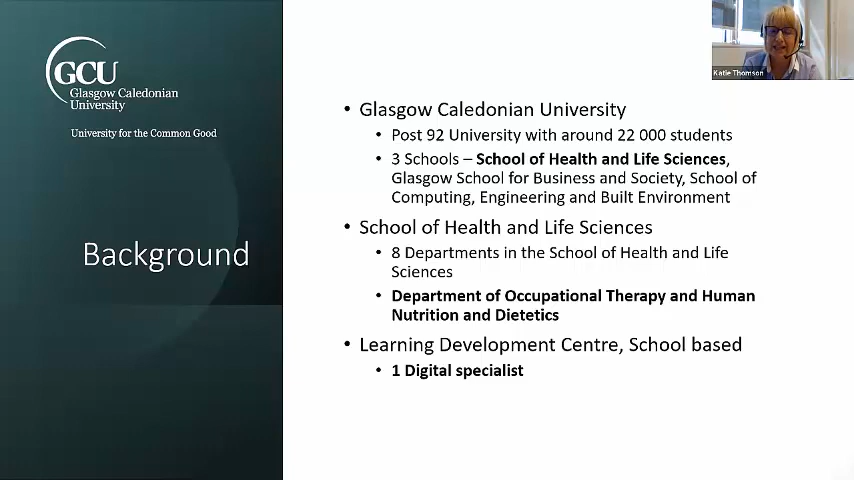 GCU
Glasgow Caledonian
University
University for the Common Good
Background
Katie Thomson
• Glasgow Caledonian University
• Post 92 University with around 22 000 students
• 3 Schools – School of Health and Life Sciences,
Glasgow School for Business and Society, School of
Computing, Engineering and Built Environment
• School of Health and Life Sciences
• 8 Departments in the School of Health and Life
Sciences
• Department of Occupational Therapy and Human
Nutrition and Dietetics
• Learning Development Centre, School based
• 1 Digital specialist